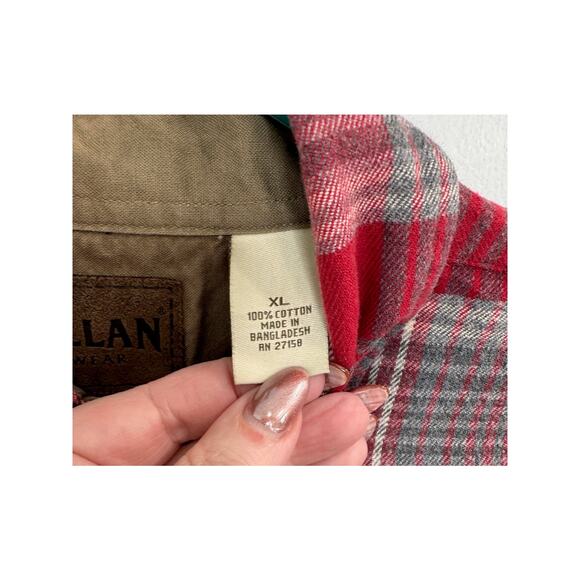 LLAN®
WEAR
XL
100% COTTON
MADE IN
BANGLADESH
RN 27158